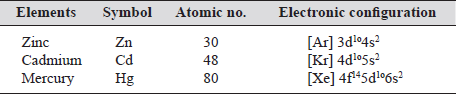 Elements Symbol Atomic no. Electronic configuration
Zinc Zn 30 [Ar] 3d¹⁰4s²
Cadmium Cd 48 [Kr] 4d¹⁰5s²
Mercury Hg 80 [Xe] 4f¹⁴5d¹⁰6s²